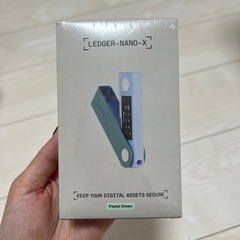 LEDGER-NANO-X
KEEP YOUR DIGITAL ASSETS SECURE
Pastel Green